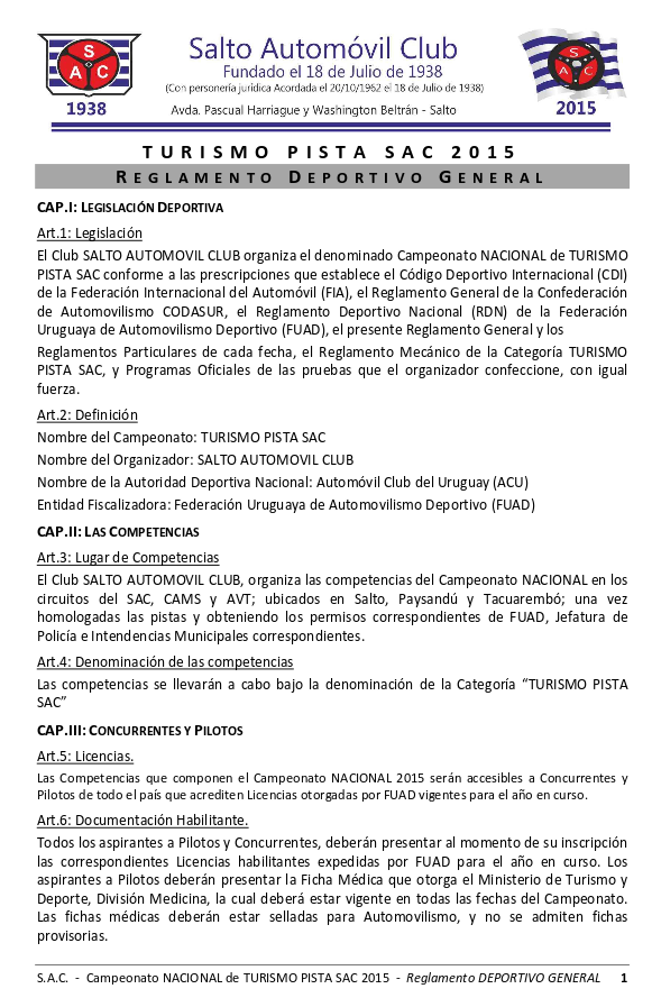 S
A C
1938
Salto Automóvil Club
Fundado el 18 de Julio de 1938
(Con personería jurídica Acordada el 20/10/1962 el 18 de Julio de 1938)
Avda. Pascual Harriague y Washington Beltrán - Salto
S
A C
2015
TURISMO PISTA SAC 2015
REGLAMENTO DEPORTIVO GENERAL
CAP.I: LEGISLACIÓN DEPORTIVA
Art.1: Legislación
El Club SALTO AUTOMOVIL CLUB organiza el denominado Campeonato NACIONAL de TURISMO
PISTA SAC conforme a las prescripciones que establece el Código Deportivo Internacional (CDI)
de la Federación Internacional del Automóvil (FIA), el Reglamento General de la Confederación
de Automovilismo CODASUR, el Reglamento Deportivo Nacional (RDN) de la Federación
Uruguaya de Automovilismo Deportivo (FUAD), el presente Reglamento General y los
Reglamentos Particulares de cada fecha, el Reglamento Mecánico de la Categoría TURISMO
PISTA SAC, y Programas Oficiales de las pruebas que el organizador confeccione, con igual
fuerza.
Art.2: Definición
Nombre del Campeonato: TURISMO PISTA SAC
Nombre del Organizador: SALTO AUTOMOVIL CLUB
Nombre de la Autoridad Deportiva Nacional: Automóvil Club del Uruguay (ACU)
Entidad Fiscalizadora: Federación Uruguaya de Automovilismo Deportivo (FUAD)
CAP.II: LAS COMPETENCIAS
Art.3: Lugar de Competencias
El Club SALTO AUTOMOVIL CLUB, organiza las competencias del Campeonato NACIONAL en los
circuitos del SAC, CAMS y AVT; ubicados en Salto, Paysandú y Tacuarembó; una vez
homologadas las pistas y obteniendo los permisos correspondientes de FUAD, Jefatura de
Policía e Intendencias Municipales correspondientes.
Art.4: Denominación de las competencias
Las competencias se llevarán a cabo bajo la denominación de la Categoría “TURISMO PISTA
SAC”
CAP.III: CONCURRENTES Y PILOTOS
Art.5: Licencias.
Las Competencias que componen el Campeonato NACIONAL 2015 serán accesibles a Concurrentes y
Pilotos de todo el país que acrediten Licencias otorgadas por FUAD vigentes para el año en curso.
Art.6: Documentación Habilitante.
Todos los aspirantes a Pilotos y Concurrentes, deberán presentar al momento de su inscripción
las correspondientes Licencias habilitantes expedidas por FUAD para el año en curso. Los
aspirantes a Pilotos deberán presentar la Ficha Médica que otorga el Ministerio de Turismo y
Deporte, División Medicina, la cual deberá estar vigente en todas las fechas del Campeonato.
Las fichas médicas deberán estar selladas para Automovilismo, y no se admiten fichas
provisorias.
S.A.C. - Campeonato NACIONAL de TURISMO PISTA SAC 2015 - Reglamento DEPORTIVO GENERAL 1